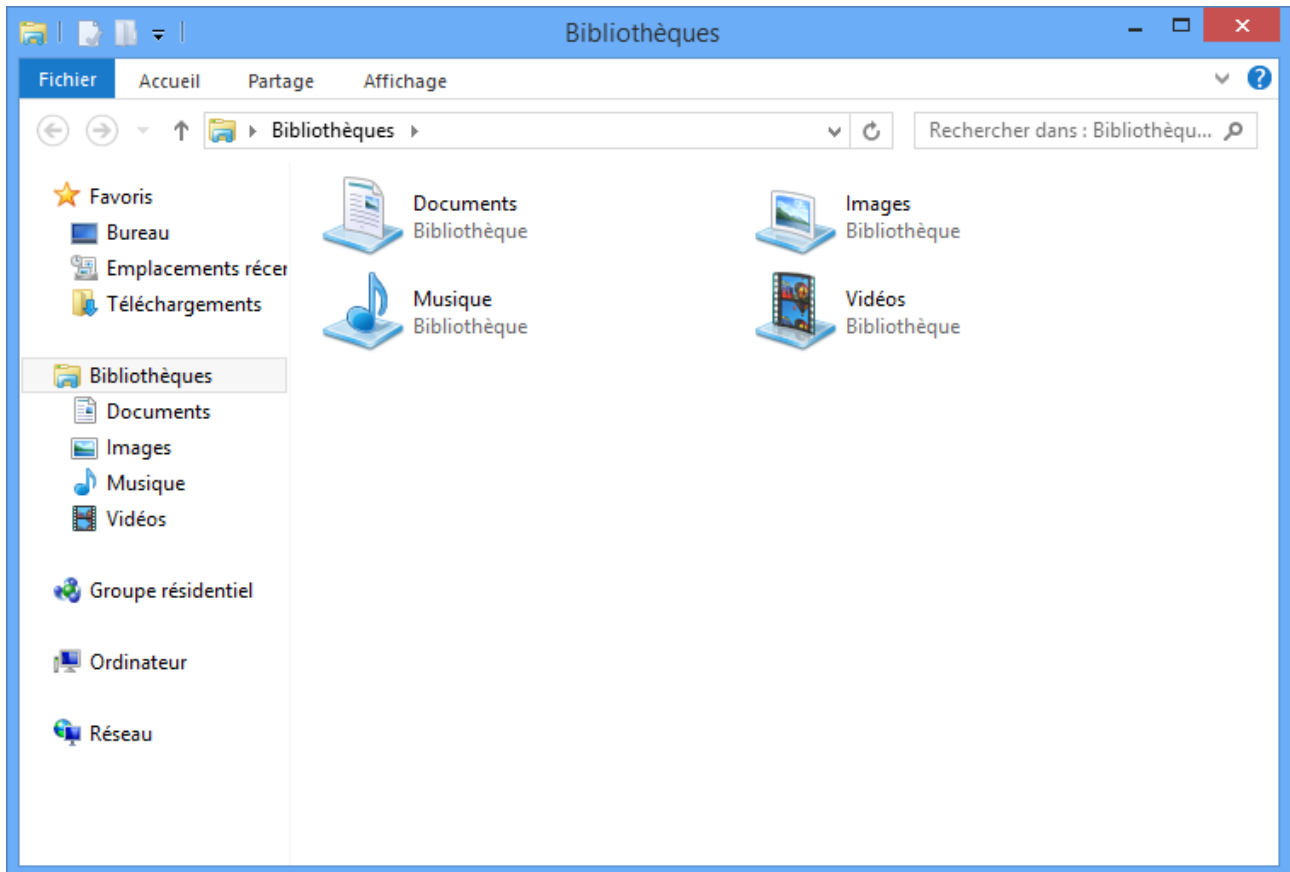 Bibliothèques
Fichier
Accueil
Partage
Affichage
Bibliothèques
Rechercher dans : Bibliothèqu...
Favoris
Bureau
Emplacements récen
Téléchargements
Bibliothèques
Documents
Images
Musique
Vidéos
Groupe résidentiel
Ordinateur
Réseau
Documents
Bibliothèque
Images
Bibliothèque
Musique
Bibliothèque
Vidéos
Bibliothèque